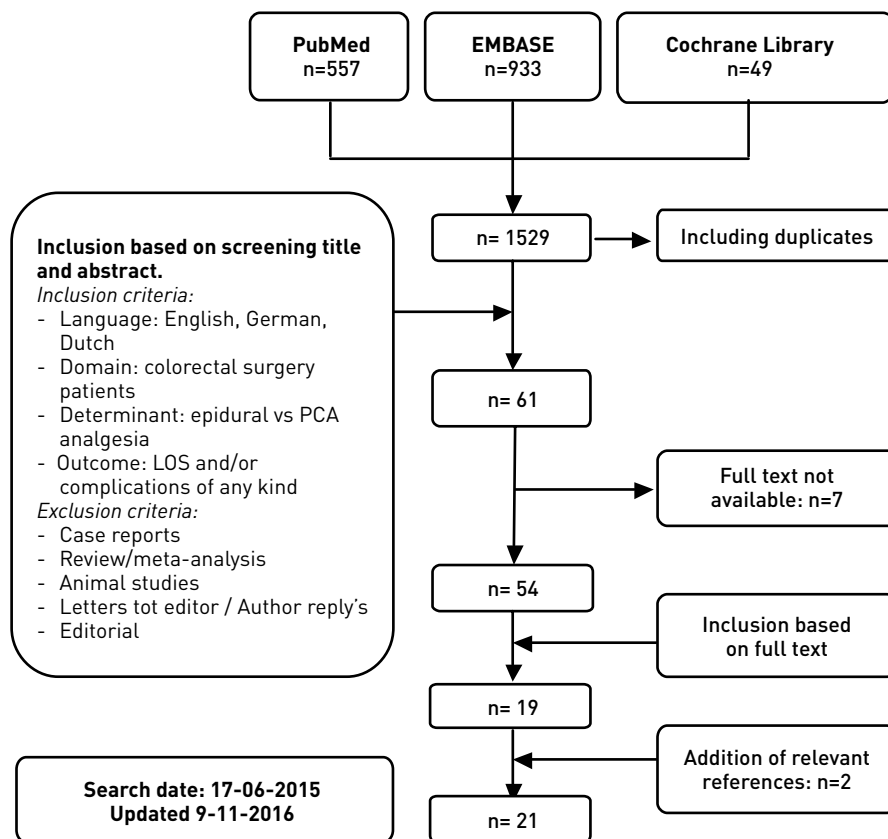 PubMed
n=557
EMBASE
n=933
Cochrane Library
n=49
n= 1529
Including duplicates
Inclusion based on screening title
and abstract.
Inclusion criteria:
- Language: English, German,
Dutch
- Domain: colorectal surgery
patients
- Determinant: epidural vs PCA
analgesia
- Outcome: LOS and/or
complications of any kind
Exclusion criteria:
- Case reports
- Review/meta-analysis
- Animal studies
- Letters tot editor / Author reply’s
- Editorial
n= 61
Full text not
available: n=7
n= 54
Inclusion based
on full text
n= 19
Addition of relevant
references: n=2
n= 21
Search date: 17-06-2015
Updated 9-11-2016